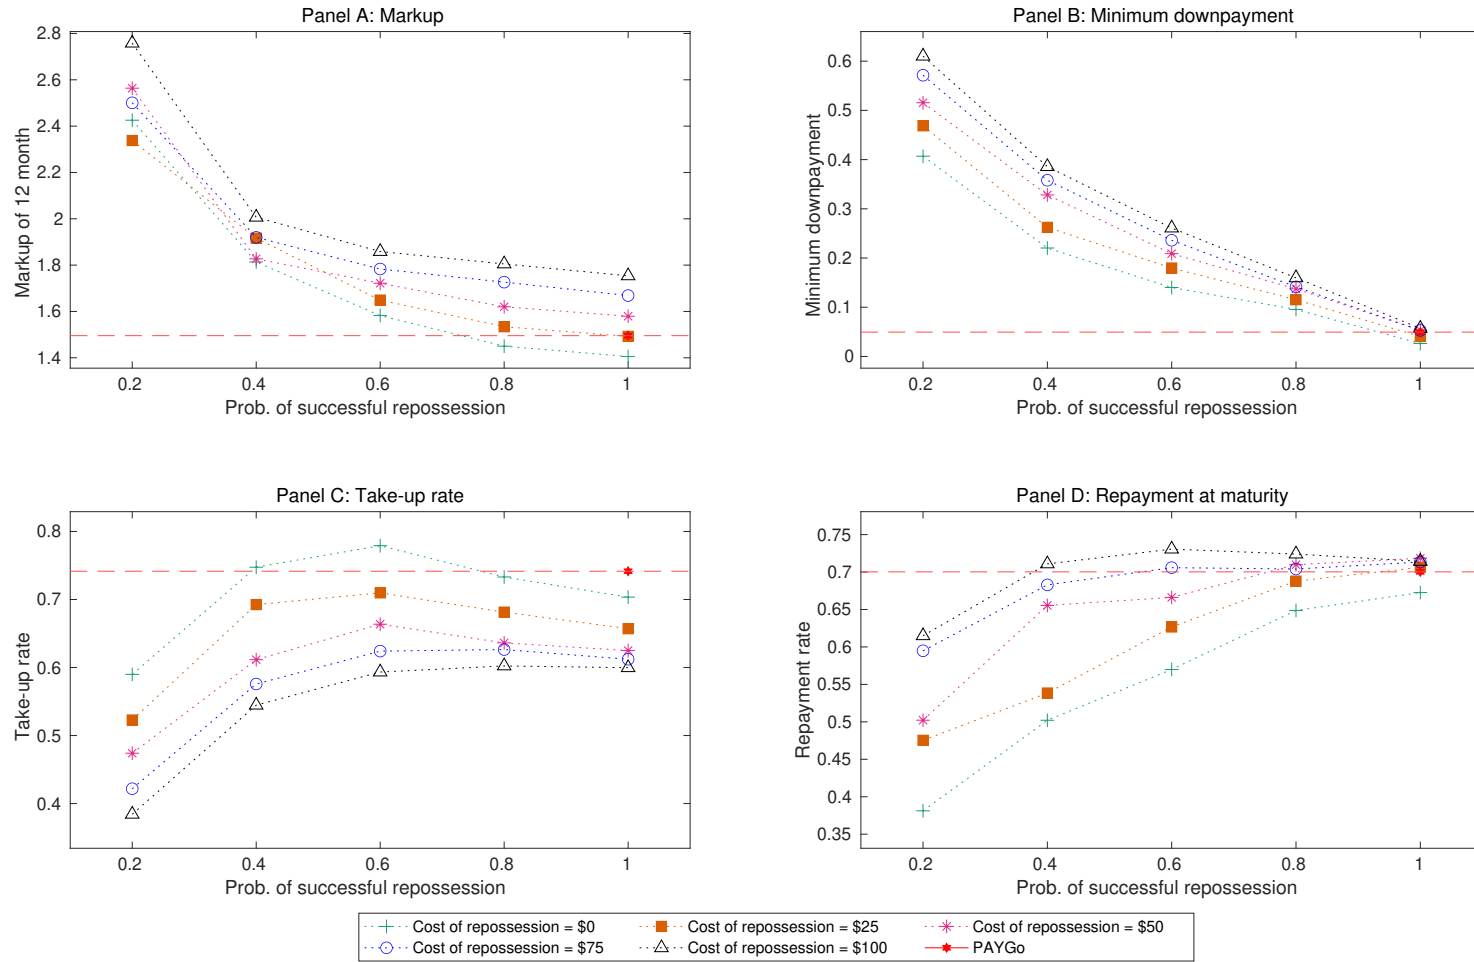 Panel A: Markup
2.8
2.6
2.4
2.2
2
1.8
1.6
1.4
Markup of 12 month
0.2 0.4 0.6 0.8 1
Prob. of successful repossession
Panel B: Minimum downpayment
0.6
0.5
0.4
0.3
0.2
0.1
0
Minimum downpayment
0.2 0.4 0.6 0.8 1
Prob. of successful repossession
Panel C: Take-up rate
0.8
0.7
0.6
0.5
0.4
Take-up rate
0.2 0.4 0.6 0.8 1
Prob. of successful repossession
Panel D: Repayment at maturity
0.75
0.7
0.65
0.6
0.55
0.5
0.45
0.4
0.35
Repayment rate
0.2 0.4 0.6 0.8 1
Prob. of successful repossession
Cost of repossession = $0 Cost of repossession = $25 Cost of repossession = $50
Cost of repossession = $75 Cost of repossession = $100 PAYGo